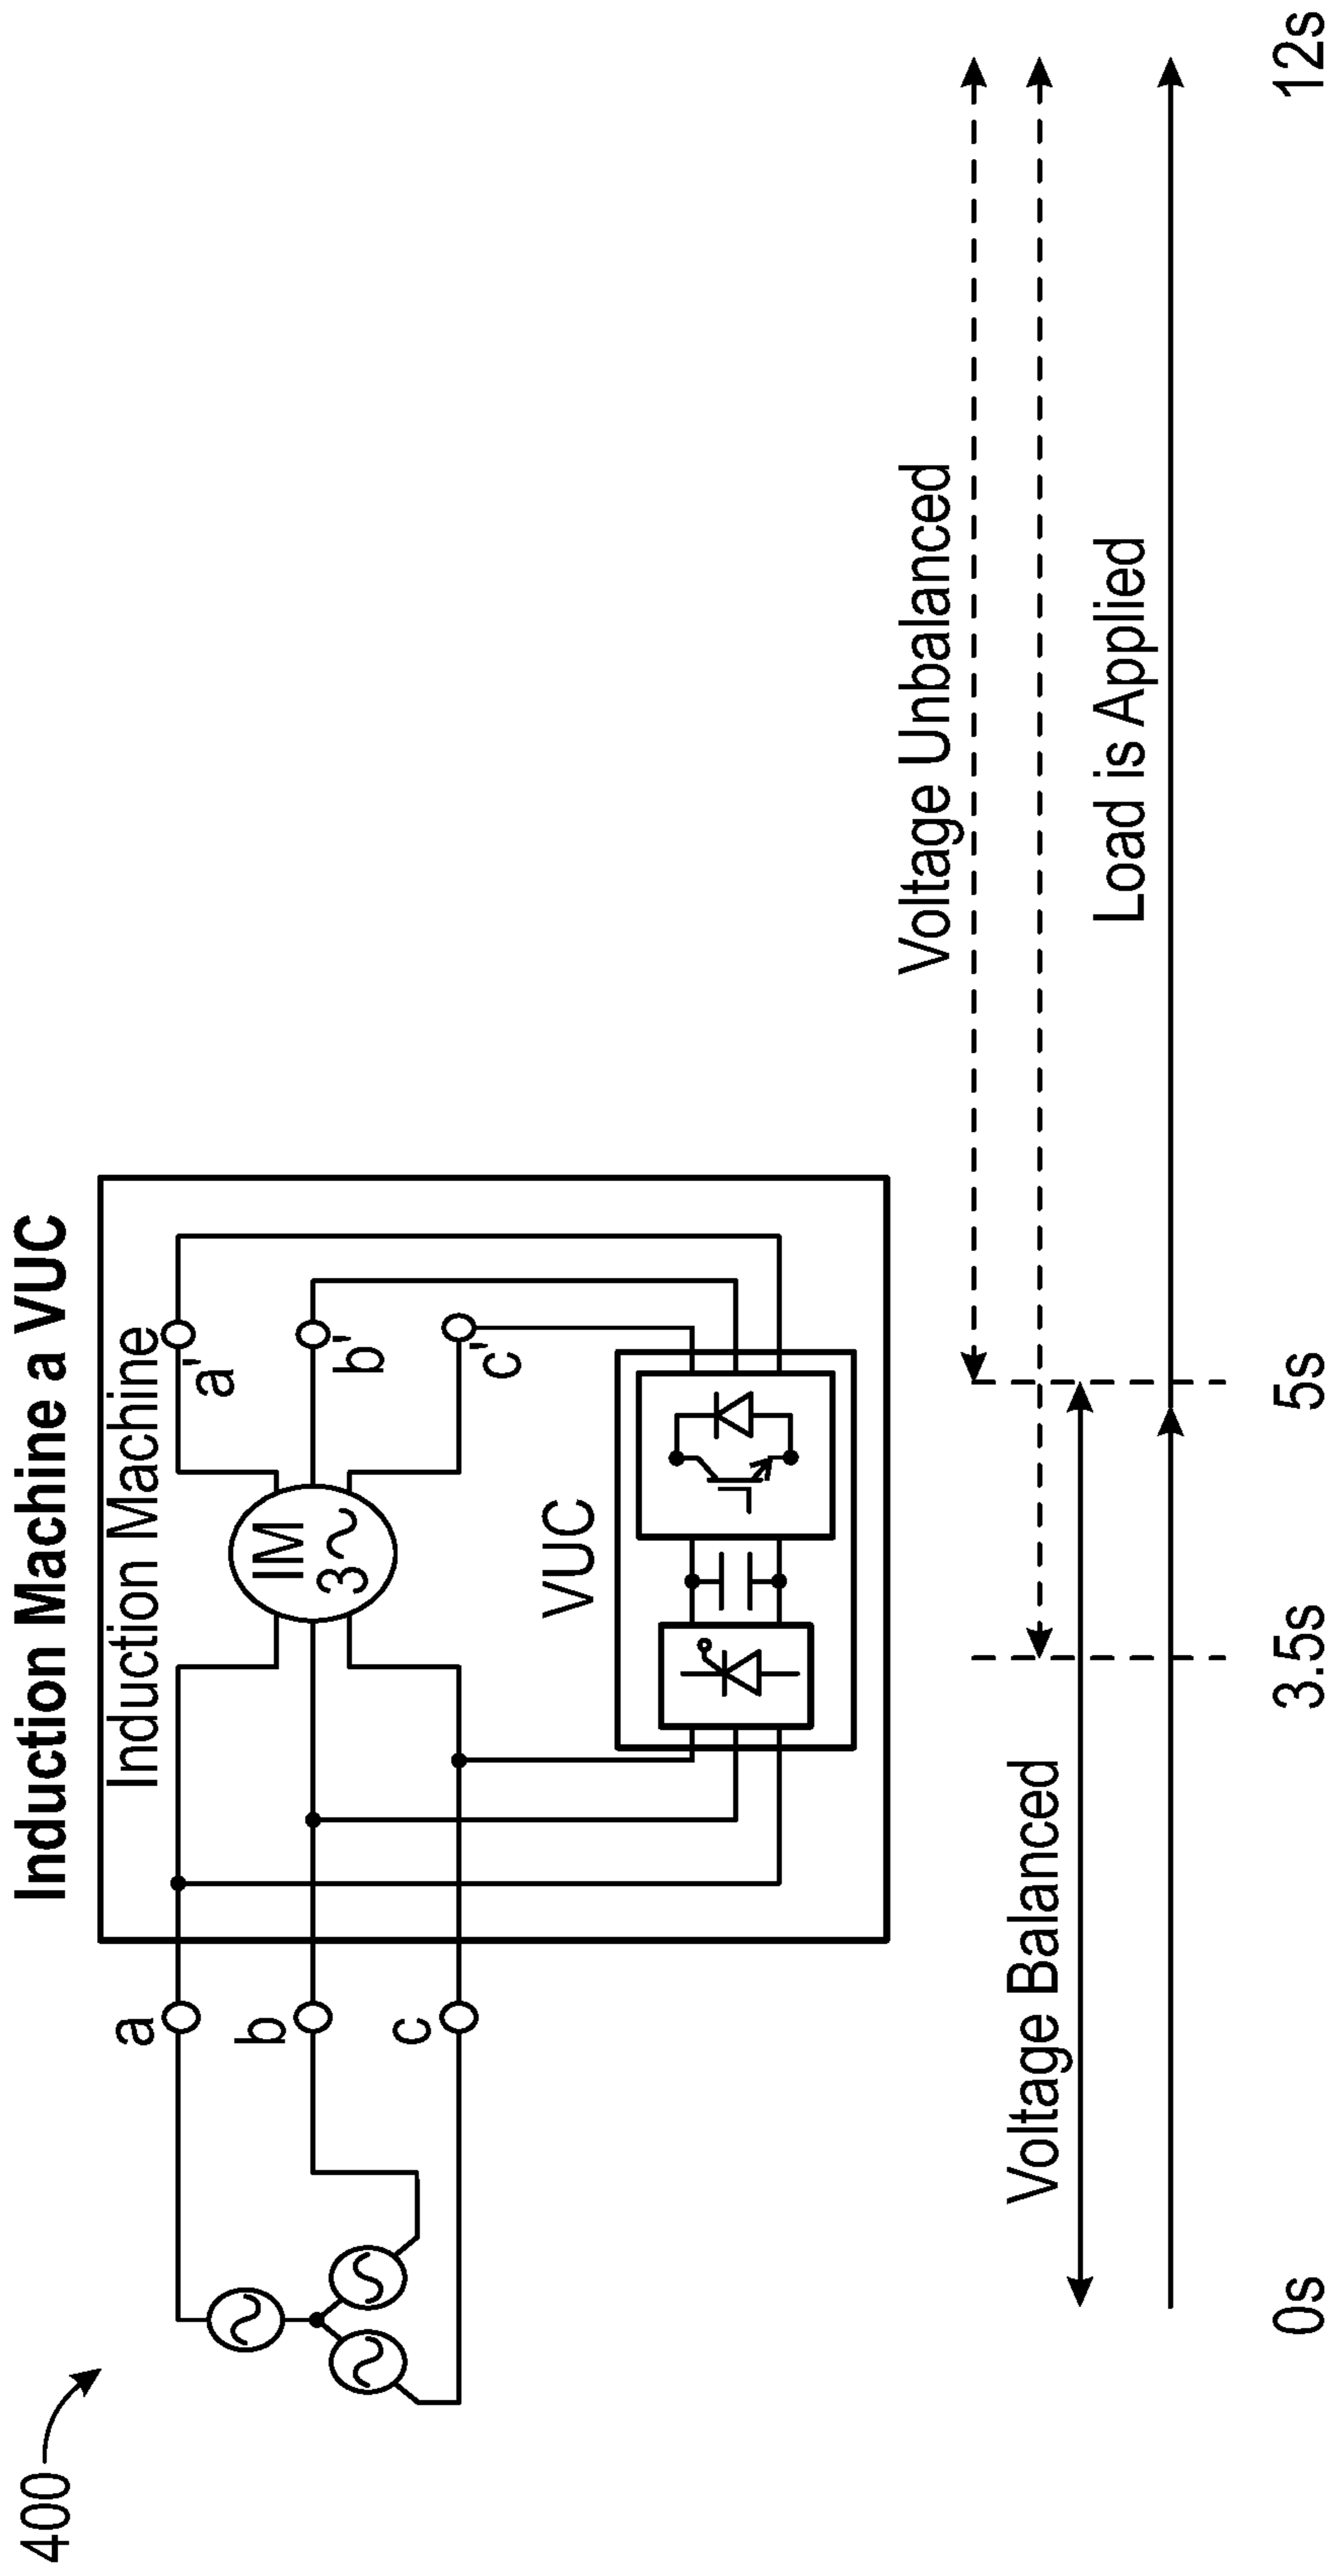 400
Induction Machine a VUC
Induction Machine
a
b
c
IM
3~
a'
b'
c'
VUC
Voltage Unbalanced
Voltage Balanced
Load is Applied
0s
3.5s
5s
12s